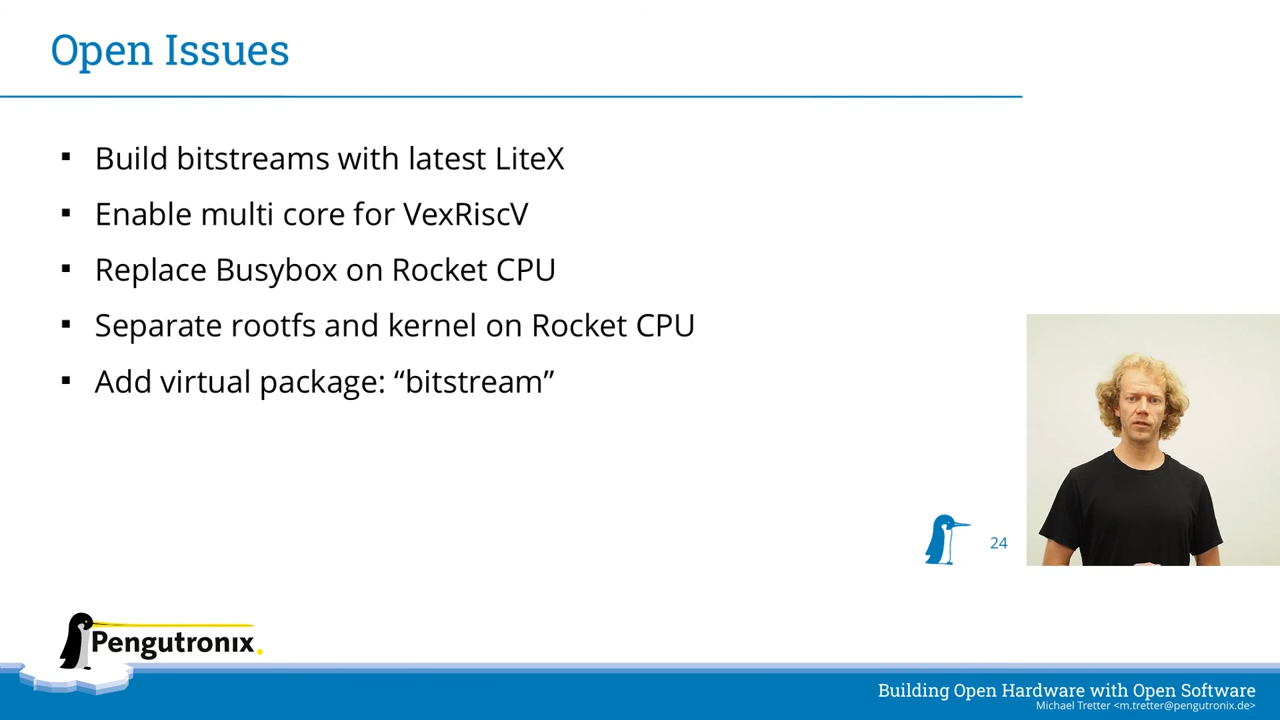 Open Issues
Build bitstreams with latest LiteX
Enable multi core for VexRiscV
Replace Busybox on Rocket CPU
Separate rootfs and kernel on Rocket CPU
Add virtual package: “bitstream”
24
Pengutronix
Building Open Hardware with Open Software
Michael Tretter <m.tretter@pengutronix.de>